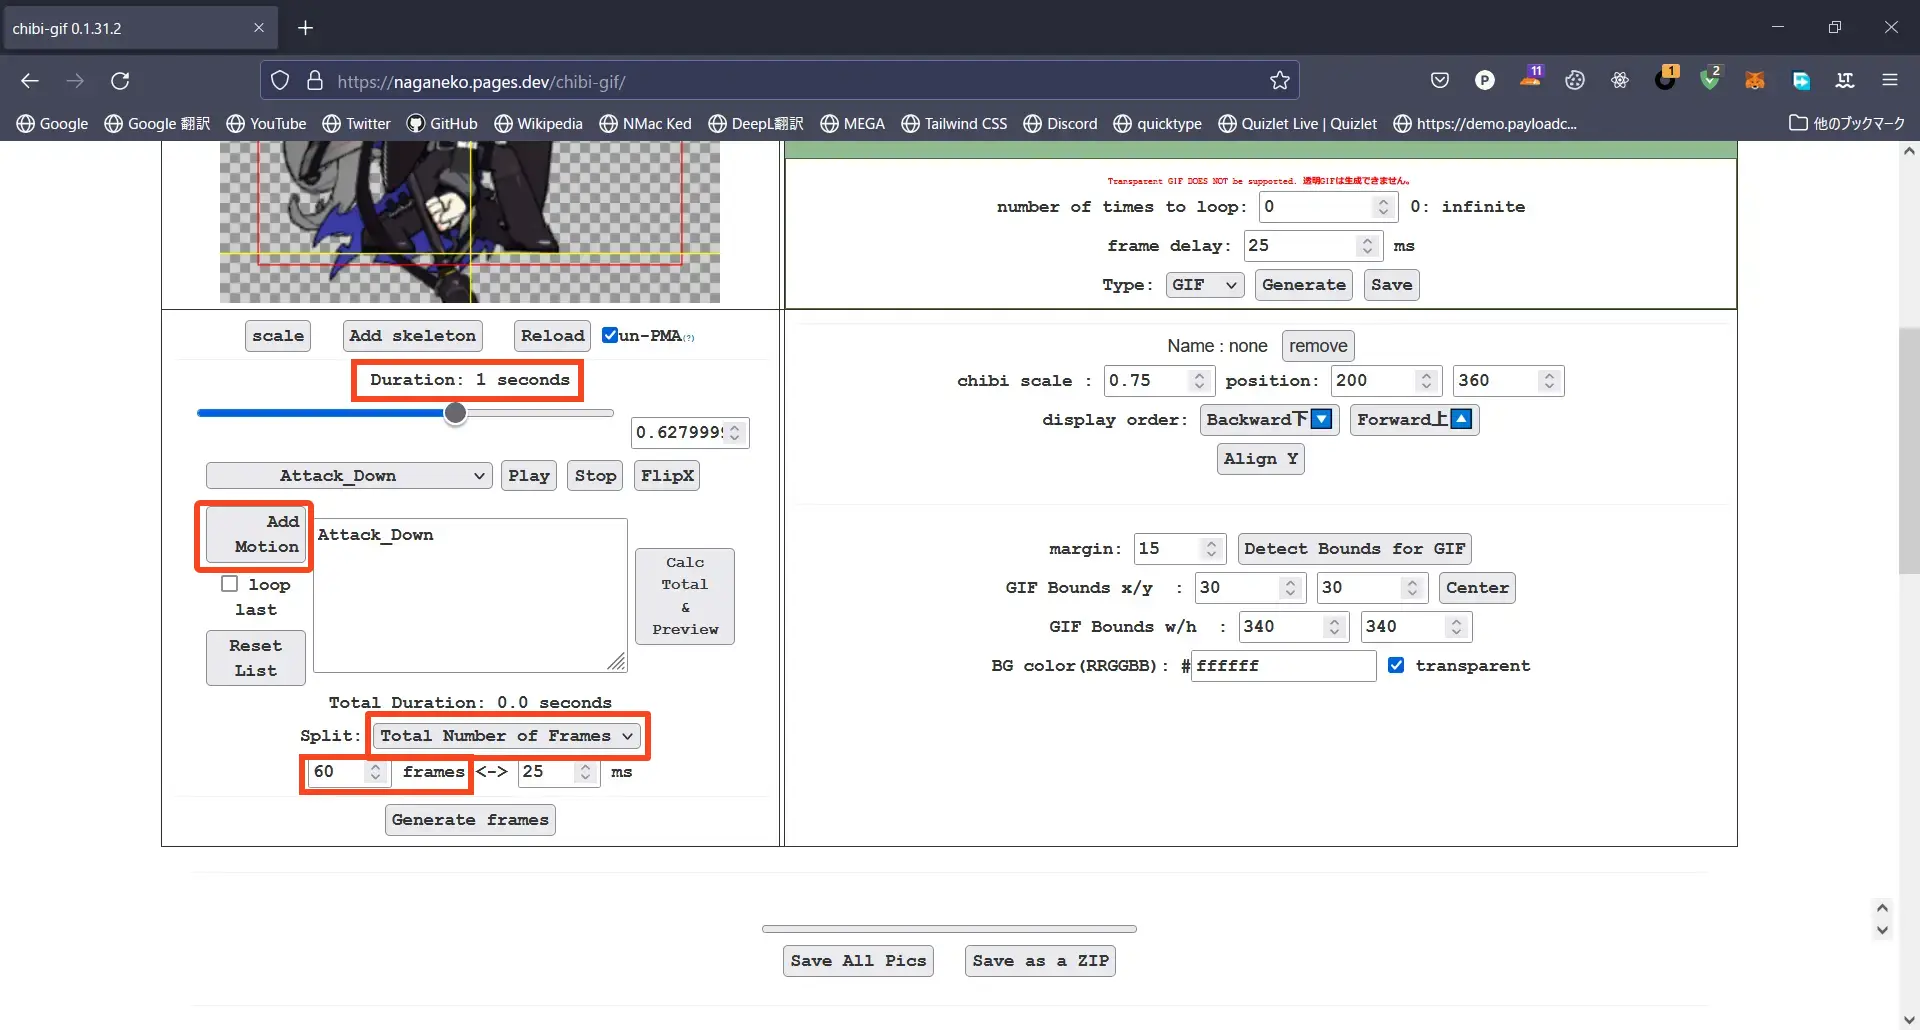 chibi-gif 0.1.31.2
https://naganeko.pages.dev/chibi-gif/
P
11
1
2
Google
Google 翻訳
YouTube
Twitter
GitHub
Wikipedia
NMac Ked
DeepL翻訳
MEGA
Tailwind CSS
Discord
quicktype
Quizlet Live | Quizlet
https://demo.payloadc...
他のブックマーク
Transparent GIF DOES NOT be supported. 透明GIFは生成できません。
number of times to loop: 0 0: infinite
frame delay: 25 ms
Type: GIF Generate Save
scale Add skeleton Reload un-PMA(?)
Duration: 1 seconds
0.6279999
Attack_Down Play Stop FlipX
Add
Motion
Attack_Down
loop
last
Reset
List
Calc
Total
&
Preview
Total Duration: 0.0 seconds
Split: Total Number of Frames
60 frames <-> 25 ms
Generate frames
Name : none remove
chibi scale : 0.75 position: 200 360
display order: Backward下 Forward上
Align Y
margin: 15 Detect Bounds for GIF
GIF Bounds x/y : 30 30 Center
GIF Bounds w/h : 340 340
BG color(RRGGBB): #ffffff transparent
Save All Pics Save as a ZIP